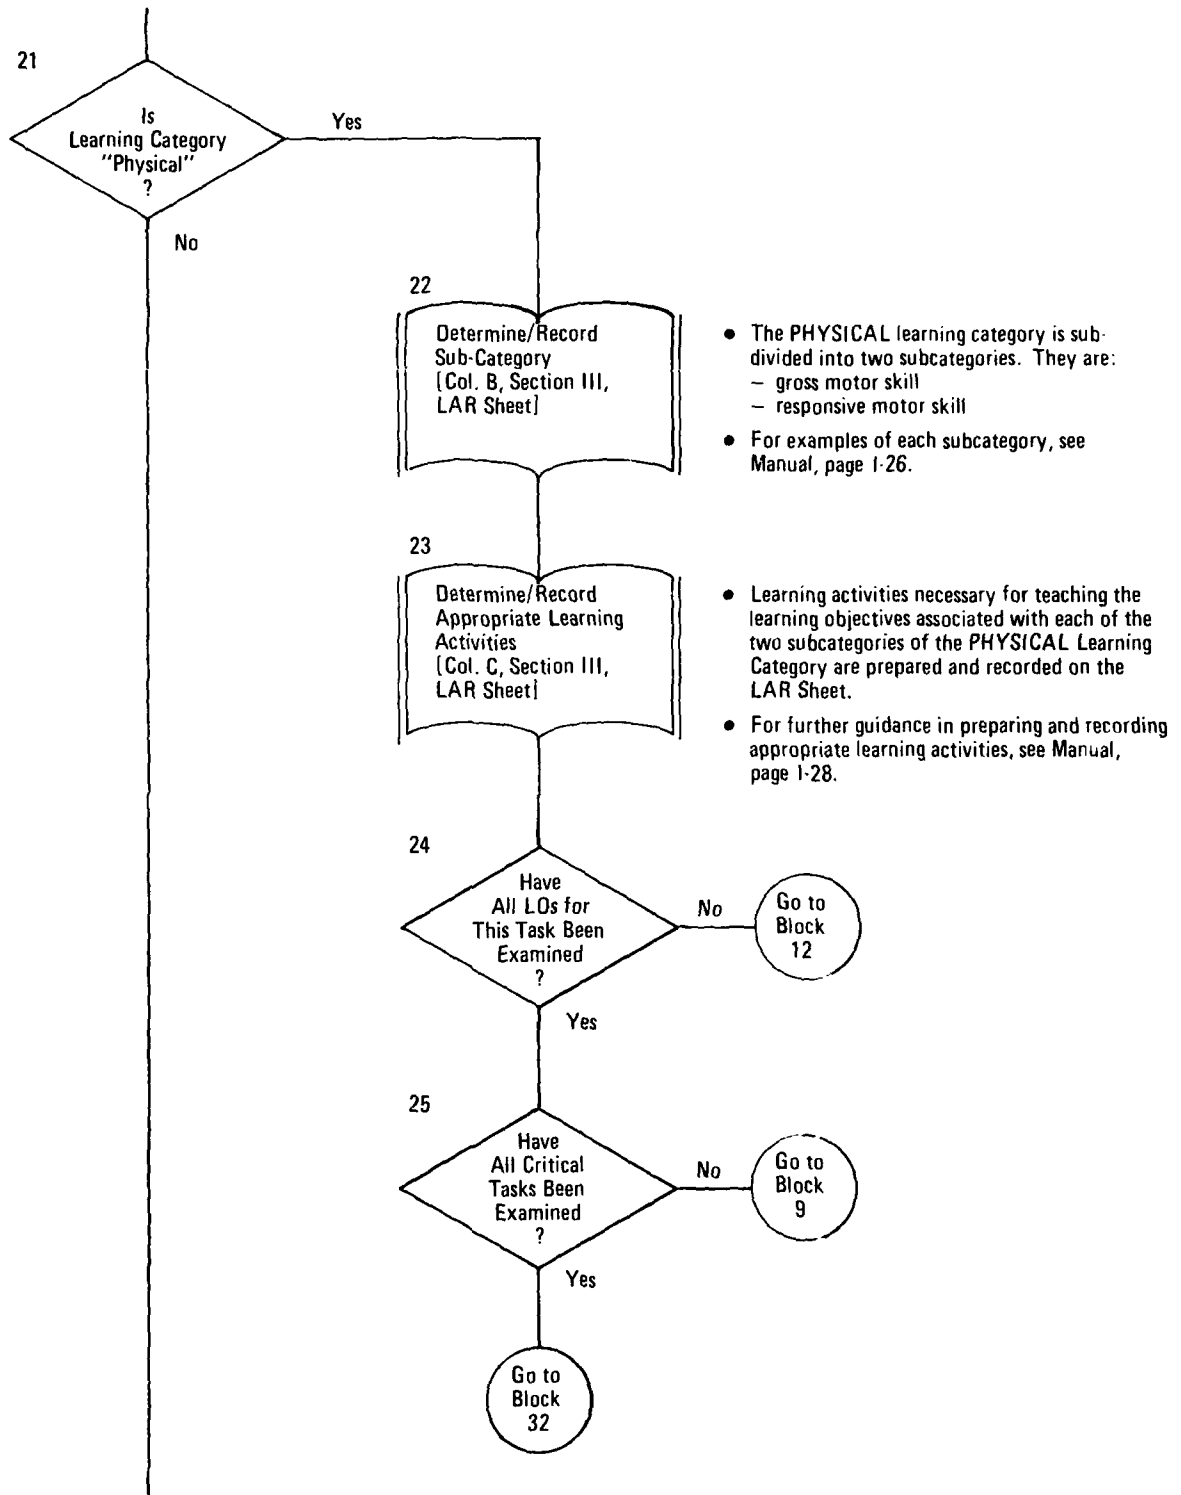 21
Is
Learning Category
"Physical"
?
Yes
No
22
Determine/Record
Sub-Category
[Col. B, Section III,
LAR Sheet]
• The PHYSICAL learning category is sub-
divided into two subcategories. They are:
– gross motor skill
– responsive motor skill
• For examples of each subcategory, see
Manual, page I-26.
23
Determine/Record
Appropriate Learning
Activities
[Col. C, Section III,
LAR Sheet]
• Learning activities necessary for teaching the
learning objectives associated with each of the
two subcategories of the PHYSICAL Learning
Category are prepared and recorded on the
LAR Sheet.
• For further guidance in preparing and recording
appropriate learning activities, see Manual,
page I-28.
24
Have
All LOs for
This Task Been
Examined
?
No
Go to
Block
12
Yes
25
Have
All Critical
Tasks Been
Examined
?
No
Go to
Block
9
Yes
Go to
Block
32